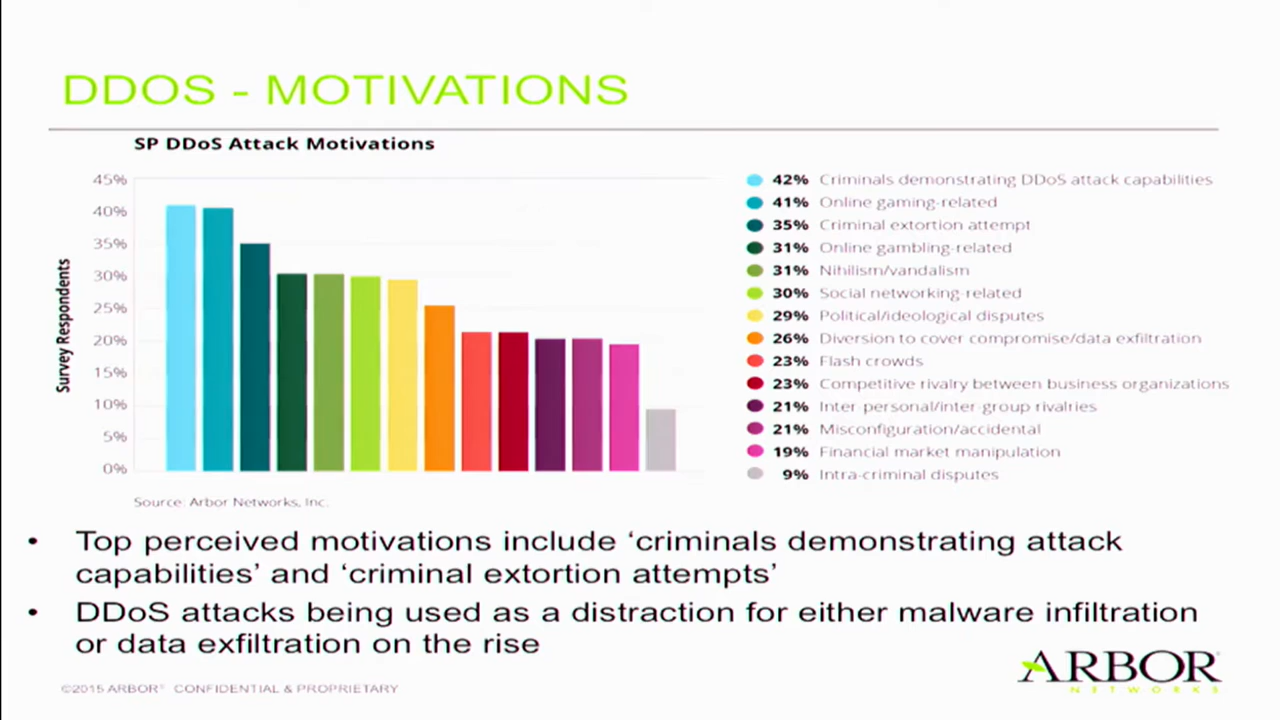 DDOS - MOTIVATIONS
SP DDoS Attack Motivations
Survey Respondents
45%
40%
35%
30%
25%
20%
15%
10%
5%
0%
42% Criminals demonstrating DDoS attack capabilities
41% Online gaming-related
35% Criminal extortion attempt
31% Online gambling-related
31% Nihilism/vandalism
30% Social networking-related
29% Political/ideological disputes
26% Diversion to cover compromise/data exfiltration
23% Flash crowds
23% Competitive rivalry between business organizations
21% Inter-personal/inter-group rivalries
21% Misconfiguration/accidental
19% Financial market manipulation
9% Intra-criminal disputes
Source: Arbor Networks, Inc.
• Top perceived motivations include ‘criminals demonstrating attack
capabilities’ and ‘criminal extortion attempts’
• DDoS attacks being used as a distraction for either malware infiltration
or data exfiltration on the rise
©2015 ARBOR® CONFIDENTIAL & PROPRIETARY
ARBOR®
NETWORKS